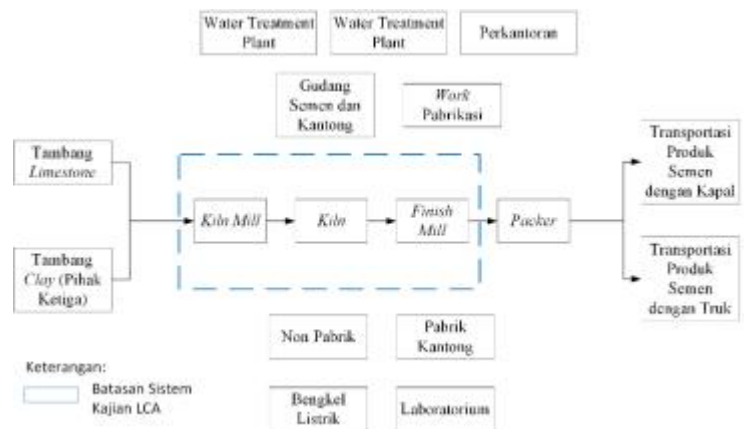 Water Treatment
Plant
Water Treatment
Plant
Perkantoran
Gudang
Semen dan
Kantong
Work
Pabrikasi
Tambang
Limestone
Tambang
Clay (Pihak
Ketiga)
Kiln Mill
Kiln
Finish
Mill
Packer
Transportasi
Produk
Semen
dengan Kapal
Transportasi
Produk
Semen
dengan Truk
Non Pabrik
Pabrik
Kantong
Bengkel
Listrik
Laboratorium
Keterangan:
Batasan Sistem
Kajian LCA